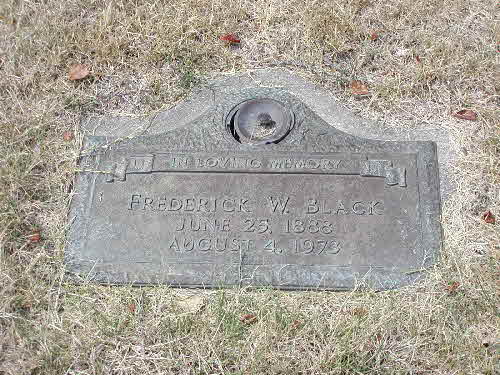 IN LOVING MEMORY
FREDERICK W. BLACK
JUNE 25, 1888
AUGUST 4, 1973